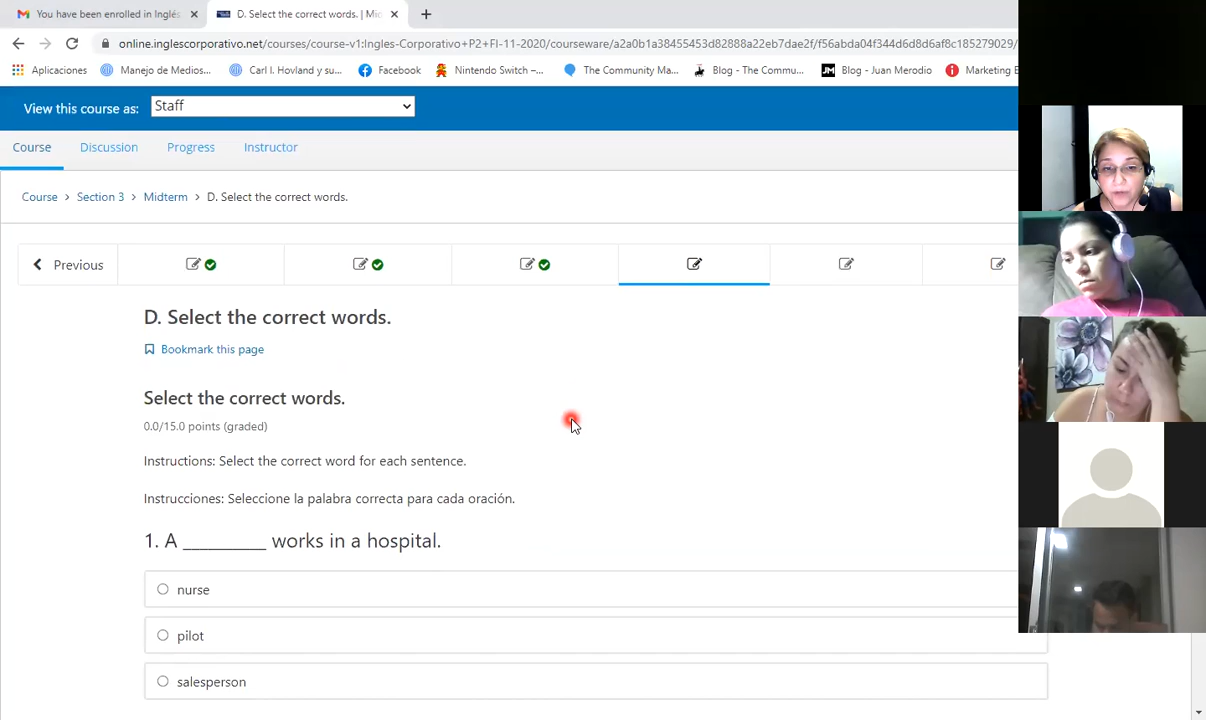 You have been enrolled in Inglés
D. Select the correct words. | Mid
online.inglescorporativo.net/courses/course-v1:Ingles-Corporativo+P2+FI-11-2020/courseware/a2a0b1a38455453d82888a22eb7dae2f/f56abda04f344d6d8d6af8c185279029/
Aplicaciones
Manejo de Medios...
Carl I. Hovland y su...
Facebook
Nintendo Switch –...
The Community Ma...
Blog - The Commu...
JM Blog - Juan Merodio
Marketing E
View this course as: Staff
Course Discussion Progress Instructor
Course > Section 3 > Midterm > D. Select the correct words.
Previous
D. Select the correct words.
Bookmark this page
Select the correct words.
0.0/15.0 points (graded)
Instructions: Select the correct word for each sentence.
Instrucciones: Seleccione la palabra correcta para cada oración.
1. A __________ works in a hospital.
nurse
pilot
salesperson